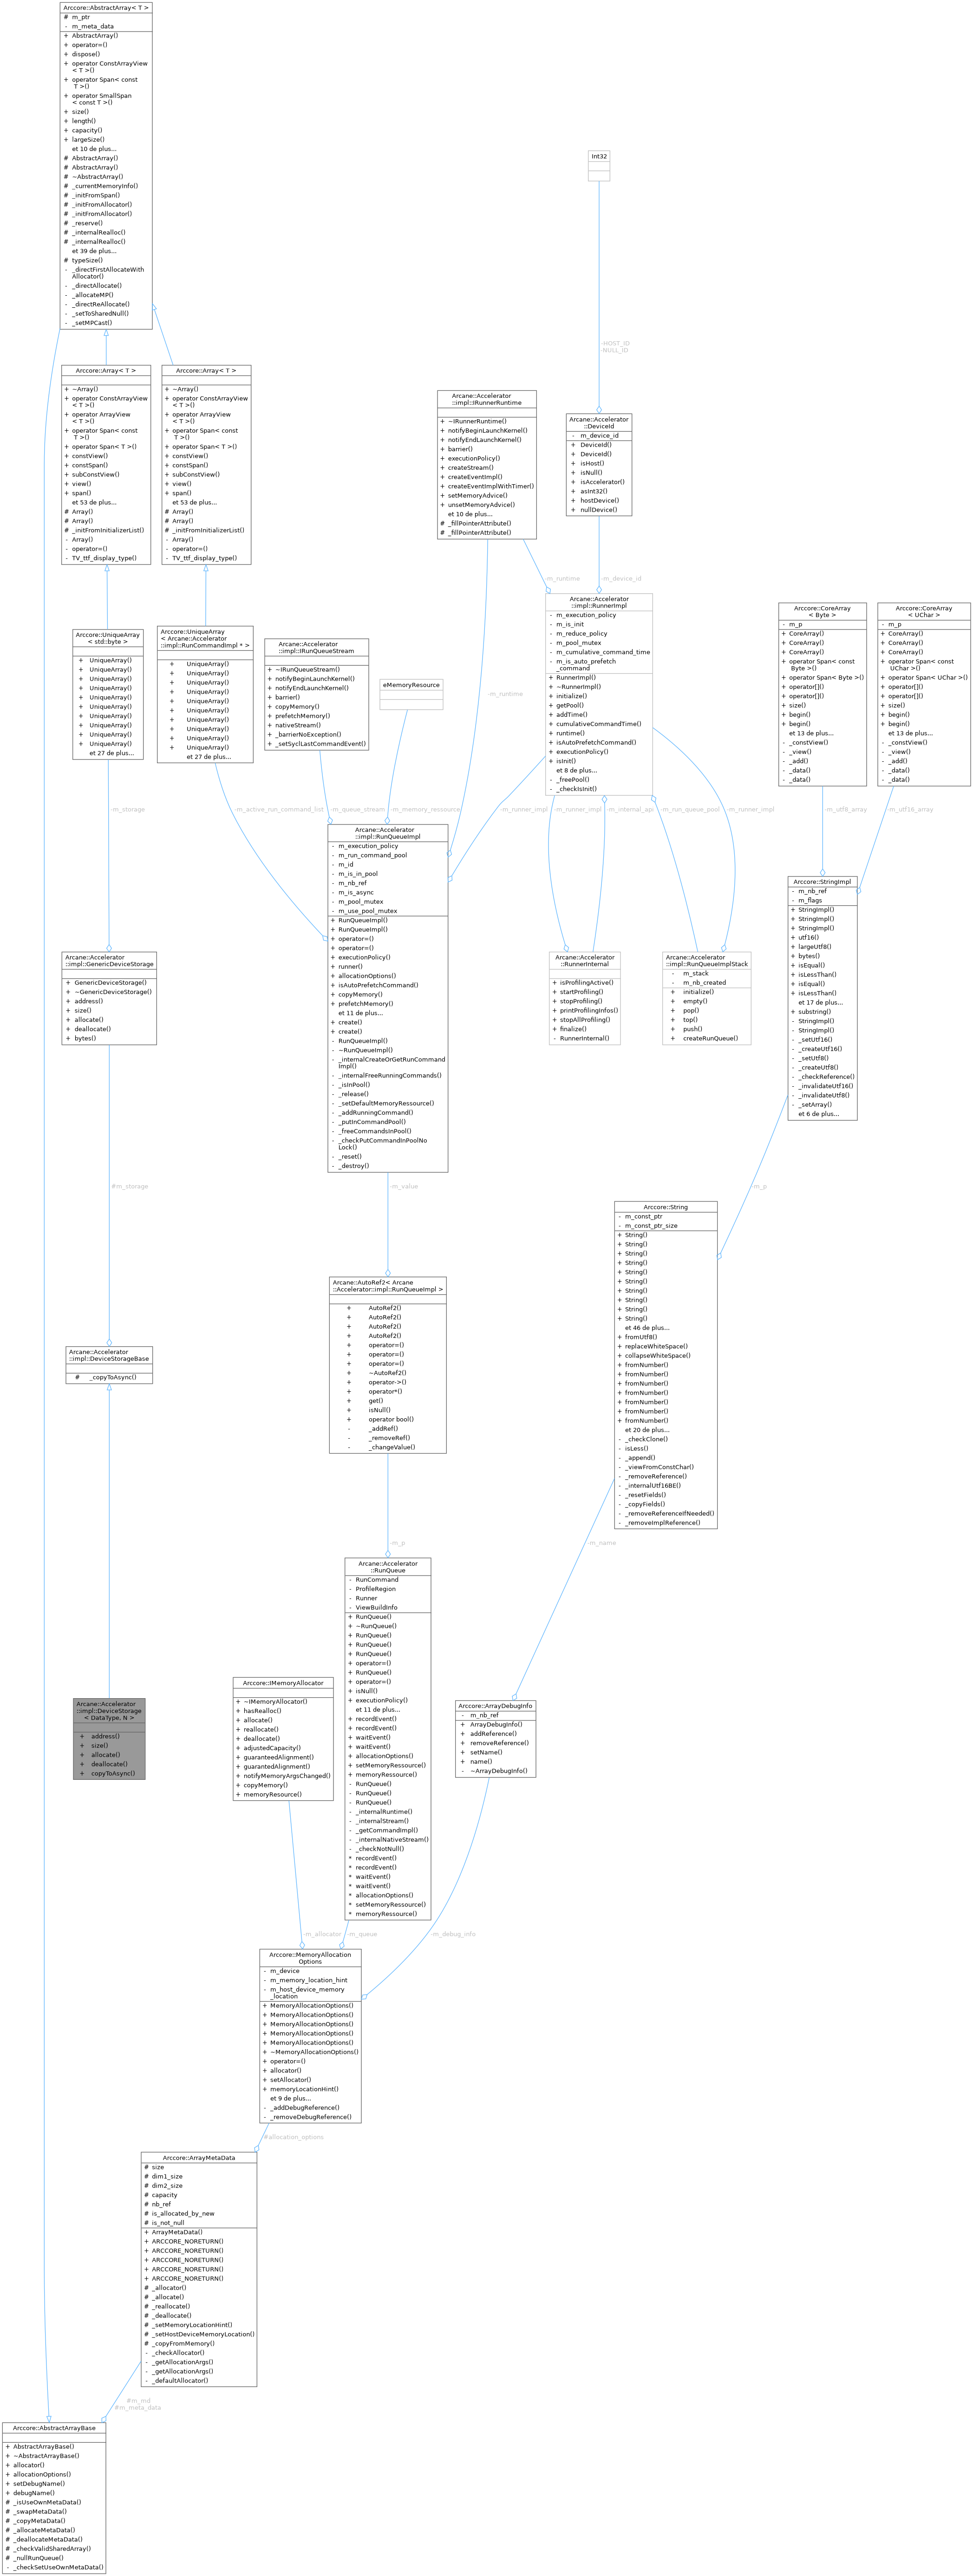 Arccore::AbstractArray< T >
# m_ptr
- m_meta_data
+ AbstractArray()
+ operator=()
+ dispose()
+ operator ConstArrayView
< T >()
+ operator Span< const
 T >()
+ operator SmallSpan
< const T >()
+ size()
+ length()
+ capacity()
+ largeSize()
et 10 de plus...
# AbstractArray()
# AbstractArray()
# ~AbstractArray()
# _currentMemoryInfo()
# _initFromSpan()
# _initFromAllocator()
# _initFromAllocator()
# _reserve()
# _internalRealloc()
# _internalRealloc()
et 39 de plus...
# typeSize()
- _directFirstAllocateWith
Allocator()
- _directAllocate()
- _allocateMP()
- _directReAllocate()
- _setToSharedNull()
- _setMPCast()
Int32
-HOST_ID
-NULL_ID
Arccore::Array< T >
+ ~Array()
+ operator ConstArrayView
< T >()
+ operator ArrayView
< T >()
+ operator Span< const
 T >()
+ operator Span< T >()
+ constView()
+ constSpan()
+ subConstView()
+ view()
+ span()
et 53 de plus...
# Array()
# Array()
# _initFromInitializerList()
- Array()
- operator=()
- TV_ttf_display_type()
Arccore::Array< T >
+ ~Array()
+ operator ConstArrayView
< T >()
+ operator ArrayView
< T >()
+ operator Span< const
 T >()
+ operator Span< T >()
+ constView()
+ constSpan()
+ subConstView()
+ view()
+ span()
et 53 de plus...
# Array()
# Array()
# _initFromInitializerList()
- Array()
- operator=()
- TV_ttf_display_type()
Arcane::Accelerator
::impl::IRunnerRuntime
+ ~IRunnerRuntime()
+ notifyBeginLaunchKernel()
+ notifyEndLaunchKernel()
+ barrier()
+ executionPolicy()
+ createStream()
+ createEventImpl()
+ createEventImplWithTimer()
+ setMemoryAdvice()
+ unsetMemoryAdvice()
et 10 de plus...
# _fillPointerAttribute()
# _fillPointerAttribute()
Arcane::Accelerator
::DeviceId
- m_device_id
+ DeviceId()
+ DeviceId()
+ isHost()
+ isNull()
+ isAccelerator()
+ asInt32()
+ hostDevice()
+ nullDevice()
-m_runtime
-m_device_id
Arccore::UniqueArray
< std::byte >
+ UniqueArray()
+ UniqueArray()
+ UniqueArray()
+ UniqueArray()
+ UniqueArray()
+ UniqueArray()
+ UniqueArray()
+ UniqueArray()
+ UniqueArray()
+ UniqueArray()
et 27 de plus...
Arccore::UniqueArray
< Arcane::Accelerator
::impl::RunCommandImpl * >
+ UniqueArray()
+ UniqueArray()
+ UniqueArray()
+ UniqueArray()
+ UniqueArray()
+ UniqueArray()
+ UniqueArray()
+ UniqueArray()
+ UniqueArray()
+ UniqueArray()
et 27 de plus...
Arcane::Accelerator
::impl::IRunQueueStream
+ ~IRunQueueStream()
+ notifyBeginLaunchKernel()
+ notifyEndLaunchKernel()
+ barrier()
+ copyMemory()
+ prefetchMemory()
+ nativeStream()
+ _barrierNoException()
+ _setSyclLastCommandEvent()
eMemoryResource
-m_runtime
Arcane::Accelerator
::impl::RunnerImpl
- m_execution_policy
- m_is_init
- m_reduce_policy
- m_pool_mutex
- m_cumulative_command_time
- m_is_auto_prefetch
_command
+ RunnerImpl()
+ ~RunnerImpl()
+ initialize()
+ getPool()
+ addTime()
+ cumulativeCommandTime()
+ runtime()
+ isAutoPrefetchCommand()
+ executionPolicy()
+ isInit()
et 8 de plus...
- _freePool()
- _checkIsInit()
Arccore::CoreArray
< Byte >
- m_p
+ CoreArray()
+ CoreArray()
+ CoreArray()
+ operator Span< const
 Byte >()
+ operator Span< Byte >()
+ operator[]()
+ operator[]()
+ size()
+ begin()
+ begin()
et 13 de plus...
- _constView()
- _view()
- _add()
- _data()
- _data()
Arccore::CoreArray
< UChar >
- m_p
+ CoreArray()
+ CoreArray()
+ CoreArray()
+ operator Span< const
 UChar >()
+ operator Span< UChar >()
+ operator[]()
+ operator[]()
+ size()
+ begin()
+ begin()
et 13 de plus...
- _constView()
- _view()
- _add()
- _data()
- _data()
-m_storage
-m_active_run_command_list
-m_queue_stream
-m_memory_ressource
-m_runner_impl
-m_runner_impl
-m_internal_api
-m_run_queue_pool
-m_runner_impl
-m_utf8_array
-m_utf16_array
Arcane::Accelerator
::impl::RunQueueImpl
- m_execution_policy
- m_run_command_pool
- m_id
- m_is_in_pool
- m_nb_ref
- m_is_async
- m_pool_mutex
- m_use_pool_mutex
+ RunQueueImpl()
+ RunQueueImpl()
+ operator=()
+ operator=()
+ executionPolicy()
+ runner()
+ allocationOptions()
+ isAutoPrefetchCommand()
+ copyMemory()
+ prefetchMemory()
et 11 de plus...
+ create()
+ create()
- RunQueueImpl()
- ~RunQueueImpl()
- _internalCreateOrGetRunCommand
Impl()
- _internalFreeRunningCommands()
- _isInPool()
- _release()
- _setDefaultMemoryRessource()
- _addRunningCommand()
- _putInCommandPool()
- _freeCommandsInPool()
- _checkPutCommandInPoolNo
Lock()
- _reset()
- _destroy()
Arccore::StringImpl
- m_nb_ref
- m_flags
+ StringImpl()
+ StringImpl()
+ StringImpl()
+ utf16()
+ largeUtf8()
+ bytes()
+ isEqual()
+ isLessThan()
+ isEqual()
+ isLessThan()
et 17 de plus...
+ substring()
- StringImpl()
- StringImpl()
- _setUtf16()
- _createUtf16()
- _setUtf8()
- _createUtf8()
- _checkReference()
- _invalidateUtf16()
- _invalidateUtf8()
- _setArray()
et 6 de plus...
Arcane::Accelerator
::impl::GenericDeviceStorage
+ GenericDeviceStorage()
+ ~GenericDeviceStorage()
+ address()
+ size()
+ allocate()
+ deallocate()
+ bytes()
Arcane::Accelerator
::RunnerInternal
+ isProfilingActive()
+ startProfiling()
+ stopProfiling()
+ printProfilingInfos()
+ stopAllProfiling()
+ finalize()
- RunnerInternal()
Arcane::Accelerator
::impl::RunQueueImplStack
- m_stack
- m_nb_created
+ initialize()
+ empty()
+ pop()
+ top()
+ push()
+ createRunQueue()
#m_storage
-m_value
-m_p
Arccore::String
- m_const_ptr
- m_const_ptr_size
+ String()
+ String()
+ String()
+ String()
+ String()
+ String()
+ String()
+ String()
+ String()
+ String()
et 46 de plus...
+ fromUtf8()
+ replaceWhiteSpace()
+ collapseWhiteSpace()
+ fromNumber()
+ fromNumber()
+ fromNumber()
+ fromNumber()
+ fromNumber()
+ fromNumber()
+ fromNumber()
et 20 de plus...
- _checkClone()
- isLess()
- _append()
- _viewFromConstChar()
- _removeReference()
- _internalUtf16BE()
- _resetFields()
- _copyFields()
- _removeReferenceIfNeeded()
- _removeImplReference()
Arcane::AutoRef2< Arcane
::Accelerator::impl::RunQueueImpl >
+ AutoRef2()
+ AutoRef2()
+ AutoRef2()
+ AutoRef2()
+ operator=()
+ operator=()
+ operator=()
+ ~AutoRef2()
+ operator->()
+ operator*()
+ get()
+ isNull()
+ operator bool()
- _addRef()
- _removeRef()
- _changeValue()
Arcane::Accelerator
::impl::DeviceStorageBase
# _copyToAsync()
-m_p
-m_name
Arcane::Accelerator
::RunQueue
- RunCommand
- ProfileRegion
- Runner
- ViewBuildInfo
+ RunQueue()
+ ~RunQueue()
+ RunQueue()
+ RunQueue()
+ RunQueue()
+ operator=()
+ RunQueue()
+ operator=()
+ isNull()
+ executionPolicy()
et 11 de plus...
+ recordEvent()
+ recordEvent()
+ waitEvent()
+ waitEvent()
+ allocationOptions()
+ setMemoryRessource()
+ memoryRessource()
- RunQueue()
- RunQueue()
- RunQueue()
- _internalRuntime()
- _internalStream()
- _getCommandImpl()
- _internalNativeStream()
- _checkNotNull()
* recordEvent()
* recordEvent()
* waitEvent()
* waitEvent()
* allocationOptions()
* setMemoryRessource()
* memoryRessource()
Arcane::Accelerator
::impl::DeviceStorage
< DataType, N >
+ address()
+ size()
+ allocate()
+ deallocate()
+ copyToAsync()
Arccore::IMemoryAllocator
+ ~IMemoryAllocator()
+ hasRealloc()
+ allocate()
+ reallocate()
+ deallocate()
+ adjustedCapacity()
+ guaranteedAlignment()
+ guarantedAlignment()
+ notifyMemoryArgsChanged()
+ copyMemory()
+ memoryResource()
Arccore::ArrayDebugInfo
- m_nb_ref
+ ArrayDebugInfo()
+ addReference()
+ removeReference()
+ setName()
+ name()
- ~ArrayDebugInfo()
-m_allocator
-m_queue
-m_debug_info
Arccore::MemoryAllocation
Options
- m_device
- m_memory_location_hint
- m_host_device_memory
_location
+ MemoryAllocationOptions()
+ MemoryAllocationOptions()
+ MemoryAllocationOptions()
+ MemoryAllocationOptions()
+ MemoryAllocationOptions()
+ ~MemoryAllocationOptions()
+ operator=()
+ allocator()
+ setAllocator()
+ memoryLocationHint()
et 9 de plus...
- _addDebugReference()
- _removeDebugReference()
#allocation_options
Arccore::ArrayMetaData
# size
# dim1_size
# dim2_size
# capacity
# nb_ref
# is_allocated_by_new
# is_not_null
+ ArrayMetaData()
+ ARCCORE_NORETURN()
+ ARCCORE_NORETURN()
+ ARCCORE_NORETURN()
+ ARCCORE_NORETURN()
+ ARCCORE_NORETURN()
# _allocator()
# _allocate()
# _reallocate()
# _deallocate()
# _setMemoryLocationHint()
# _setHostDeviceMemoryLocation()
# _copyFromMemory()
- _checkAllocator()
- _getAllocationArgs()
- _getAllocationArgs()
- _defaultAllocator()
#m_md
#m_meta_data
Arccore::AbstractArrayBase
+ AbstractArrayBase()
+ ~AbstractArrayBase()
+ allocator()
+ allocationOptions()
+ setDebugName()
+ debugName()
# _isUseOwnMetaData()
# _swapMetaData()
# _copyMetaData()
# _allocateMetaData()
# _deallocateMetaData()
# _checkValidSharedArray()
# _nullRunQueue()
- _checkSetUseOwnMetaData()